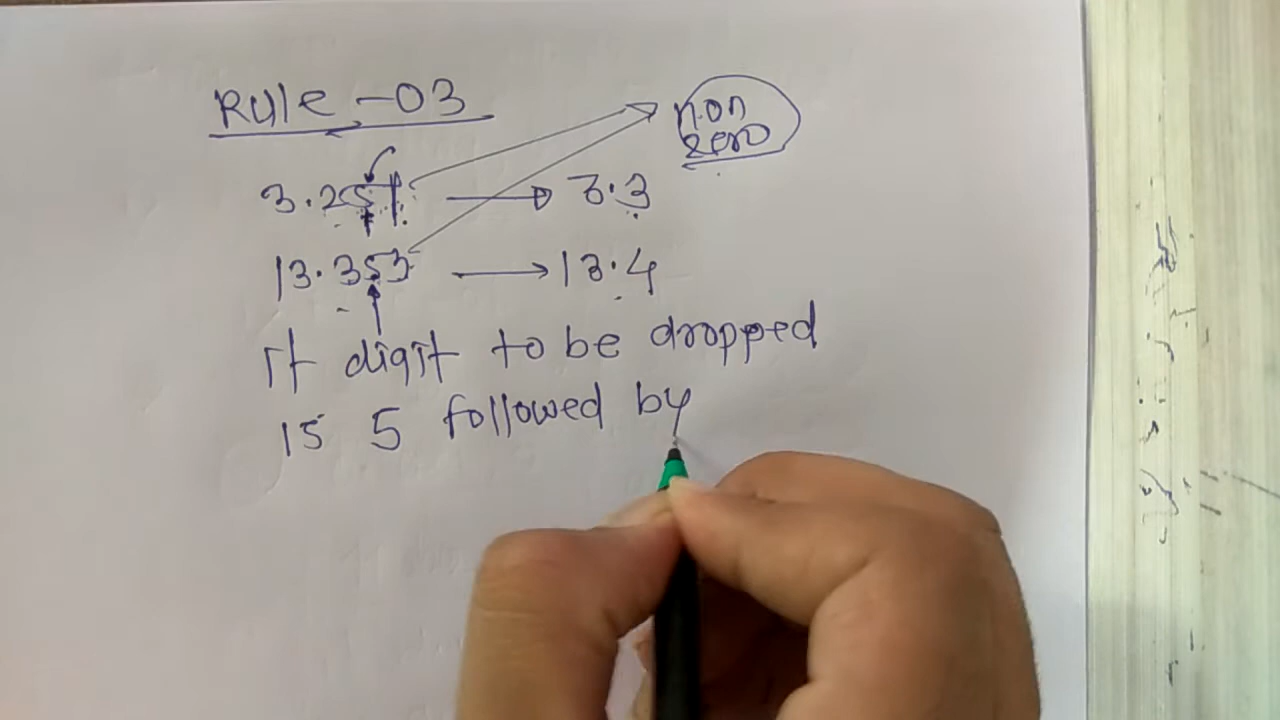 Rule -03
non
zero
3.251 → 3.3
13.353 → 13.4
If digit to be dropped
is 5 followed by